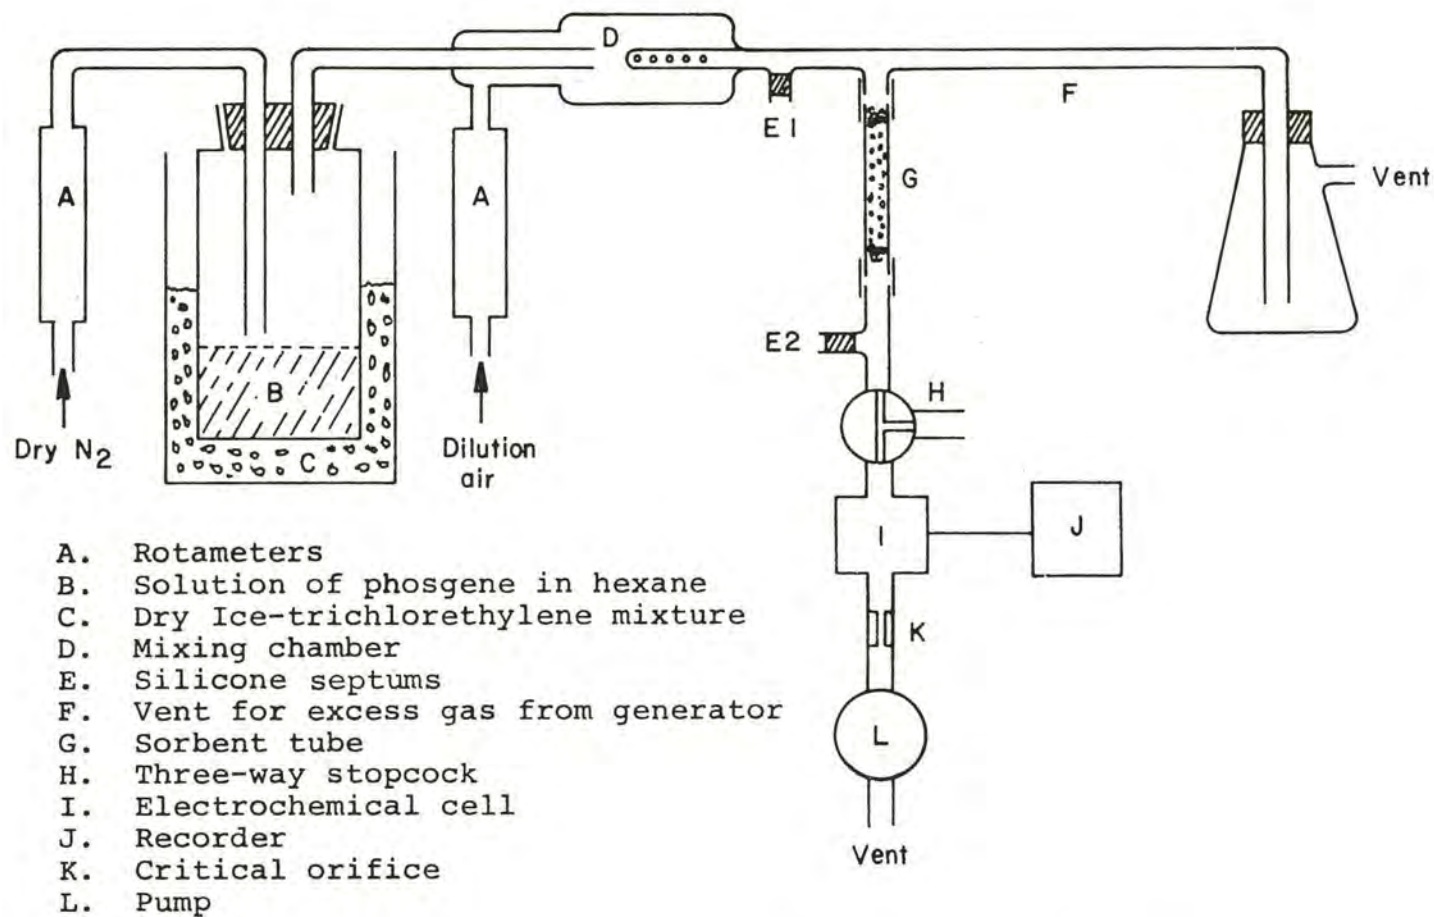 D
F
E1
A
A
G
Vent
E2
B
H
Dry N2
C
Dilution
air
I
J
K
L
Vent
A. Rotameters
B. Solution of phosgene in hexane
C. Dry Ice-trichlorethylene mixture
D. Mixing chamber
E. Silicone septums
F. Vent for excess gas from generator
G. Sorbent tube
H. Three-way stopcock
I. Electrochemical cell
J. Recorder
K. Critical orifice
L. Pump